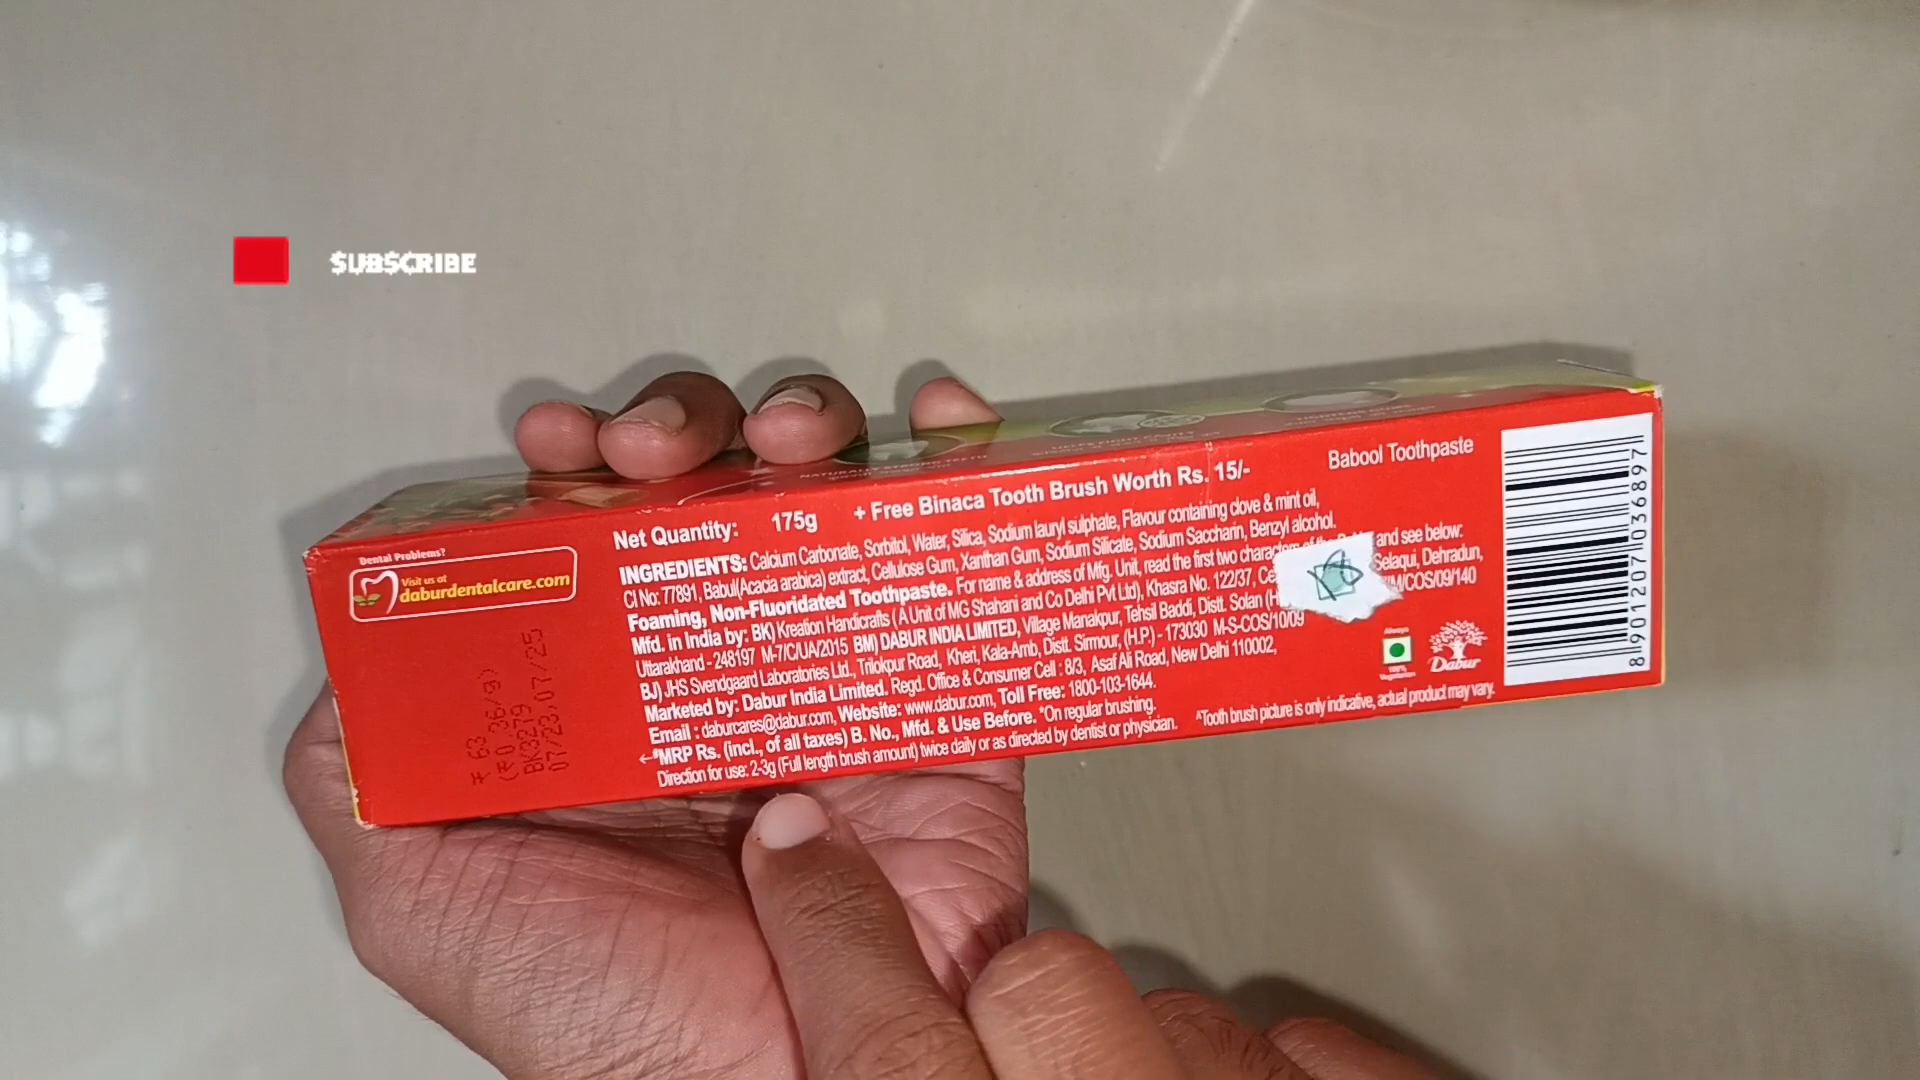 SUBSCRIBE
Net Quantity: 175g + Free Binaca Tooth Brush Worth Rs. 15/- Babool Toothpaste
INGREDIENTS: Calcium Carbonate, Sorbitol, Water, Silica, Sodium lauryl sulphate, Flavour containing clove & mint oil,
CI No: 77891, Babul(Acacia arabica) extract, Cellulose Gum, Xanthan Gum, Sodium Silicate, Sodium Saccharin, Benzyl alcohol.
Foaming, Non-Fluoridated Toothpaste. For name & address of Mfg. Unit, read the first two characters of the and see below:
Mfd. in India by: BK) Kreation Handicrafts (A Unit of MG Shahani and Co Delhi Pvt Ltd), Khasra No. 122/37, Selaqui, Dehradun,
Uttarakhand - 248197 M-7/C/UA/2015 BM) DABUR INDIA LIMITED, Village Manakpur, Tehsil Baddi, Distt. Solan M/COS/09/140
BJ) JHS Svendgaard Laboratories Ltd., Trilokpur Road, Kheri, Kala-Amb, Distt. Sirmour, (H.P.) - 173030 M-S-COS/10/09
Marketed by: Dabur India Limited. Regd. Office & Consumer Cell : 8/3, Asaf Ali Road, New Delhi 110002,
Email : daburcares@dabur.com, Website: www.dabur.com, Toll Free: 1800-103-1644.
←*MRP Rs. (incl., of all taxes) B. No., Mfd. & Use Before. *On regular brushing.
Direction for use: 2-3g (Full length brush amount) twice daily or as directed by dentist or physician. ^Tooth brush picture is only indicative, actual product may vary.
Dental Problems?
Visit us at
daburdentalcare.com
₹ 63
(₹0.36/g)
BK3279
07/23,07/25
Always
100%
Vegetarian
Dabur
8 901207 036897